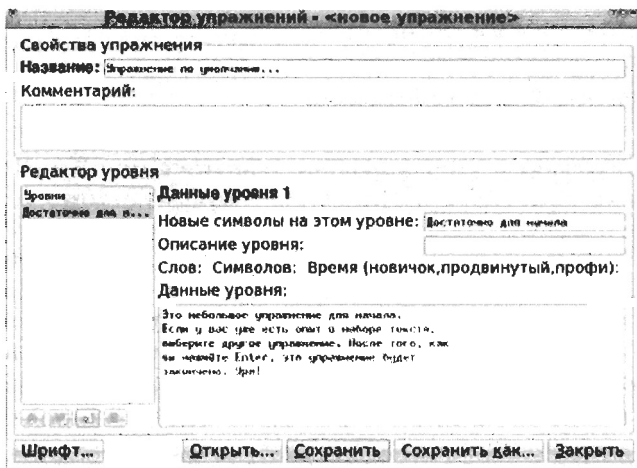 Редактор упражнений - <новое упражнение>
Свойства упражнения
Название: Упражнение по умолчанию...
Комментарий:
Редактор уровня
Уровни
Достаточно для н...
Данные уровня 1
Новые символы на этом уровне: Достаточно для начала
Описание уровня:
Слов: Символов: Время (новичок,продвинутый,профи):
Данные уровня:
Это небольшое упражнение для начала.
Если у вас уже есть опыт в наборе текста,
выберите другое упражнение. После того, как
вы нажмёте Enter, это упражнение будет
закончено. Ура!
Шрифт... Открыть... Сохранить Сохранить как... Закрыть